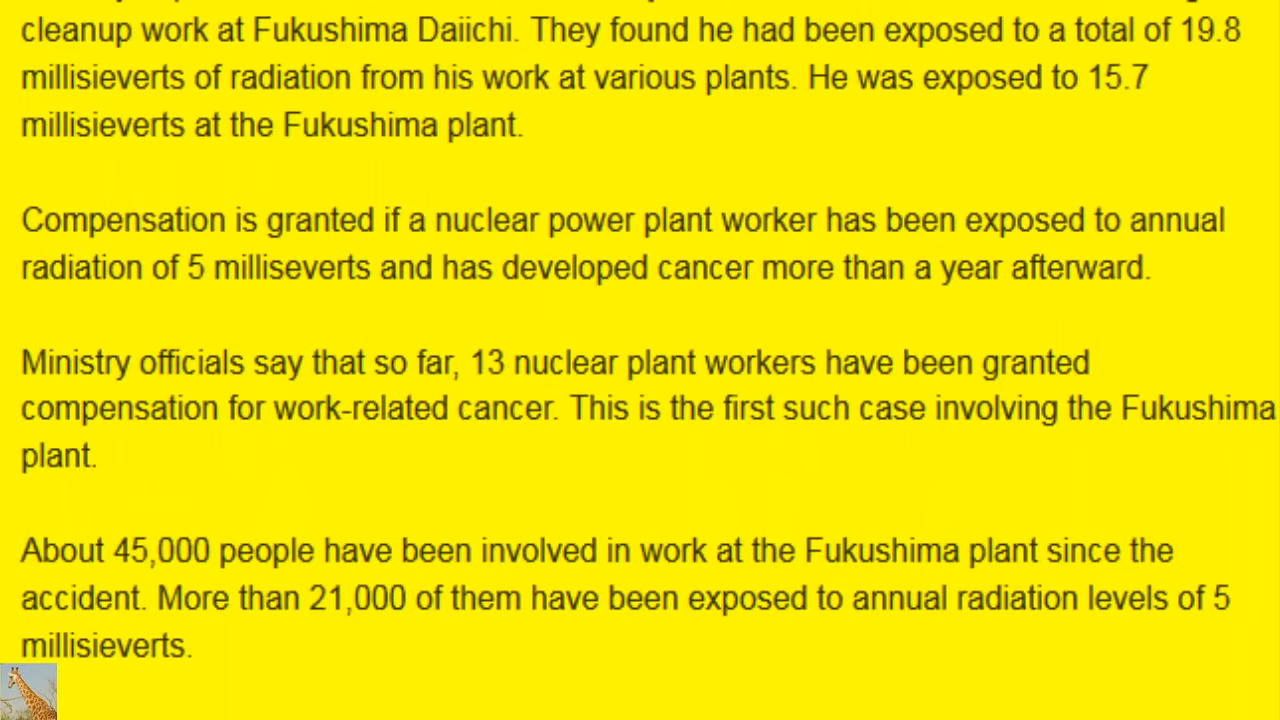 cleanup work at Fukushima Daiichi. They found he had been exposed to a total of 19.8
millisieverts of radiation from his work at various plants. He was exposed to 15.7
millisieverts at the Fukushima plant.
Compensation is granted if a nuclear power plant worker has been exposed to annual
radiation of 5 milliseverts and has developed cancer more than a year afterward.
Ministry officials say that so far, 13 nuclear plant workers have been granted
compensation for work-related cancer. This is the first such case involving the Fukushima
plant.
About 45,000 people have been involved in work at the Fukushima plant since the
accident. More than 21,000 of them have been exposed to annual radiation levels of 5
millisieverts.